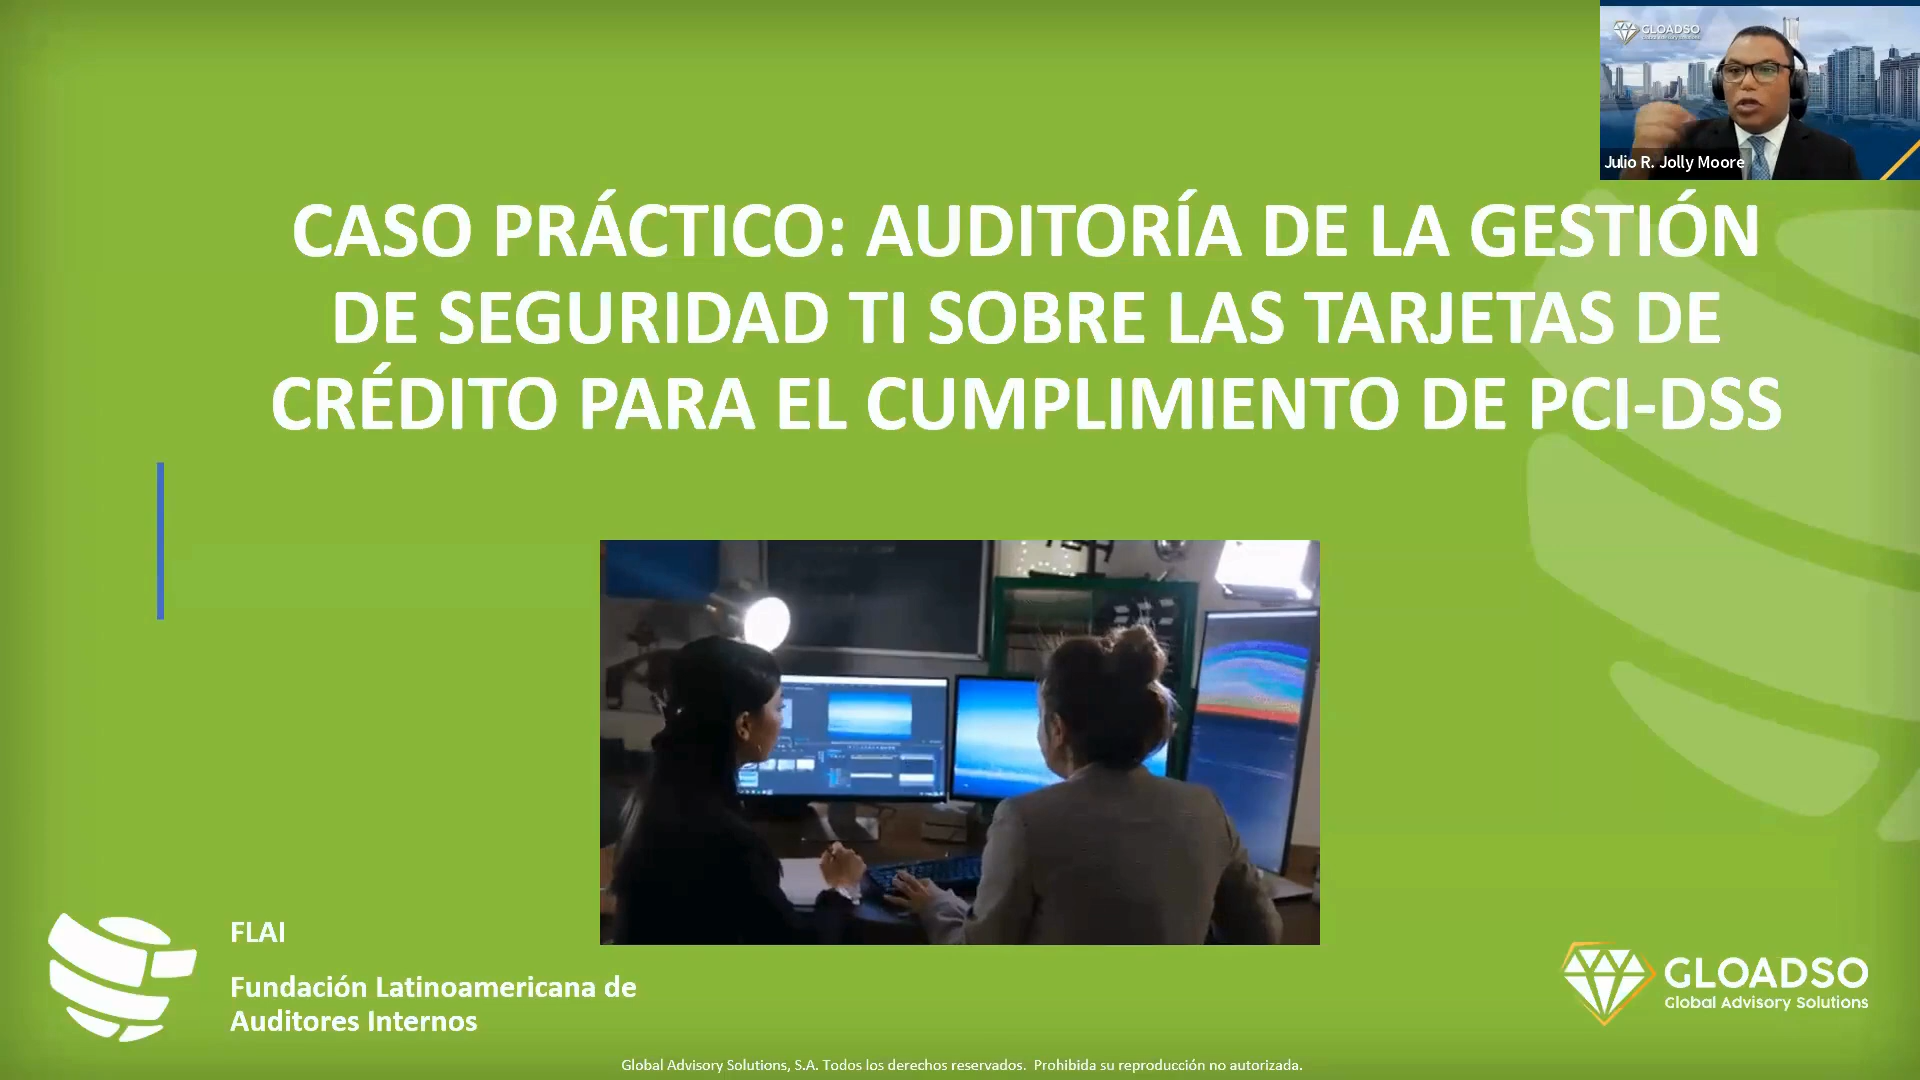 GLOADSO
Julio R. Jolly Moore
CASO PRÁCTICO: AUDITORÍA DE LA GESTIÓN
DE SEGURIDAD TI SOBRE LAS TARJETAS DE
CRÉDITO PARA EL CUMPLIMIENTO DE PCI-DSS
FLAI
Fundación Latinoamericana de
Auditores Internos
GLOADSO
Global Advisory Solutions
Global Advisory Solutions, S.A. Todos los derechos reservados.  Prohibida su reproducción no autorizada.